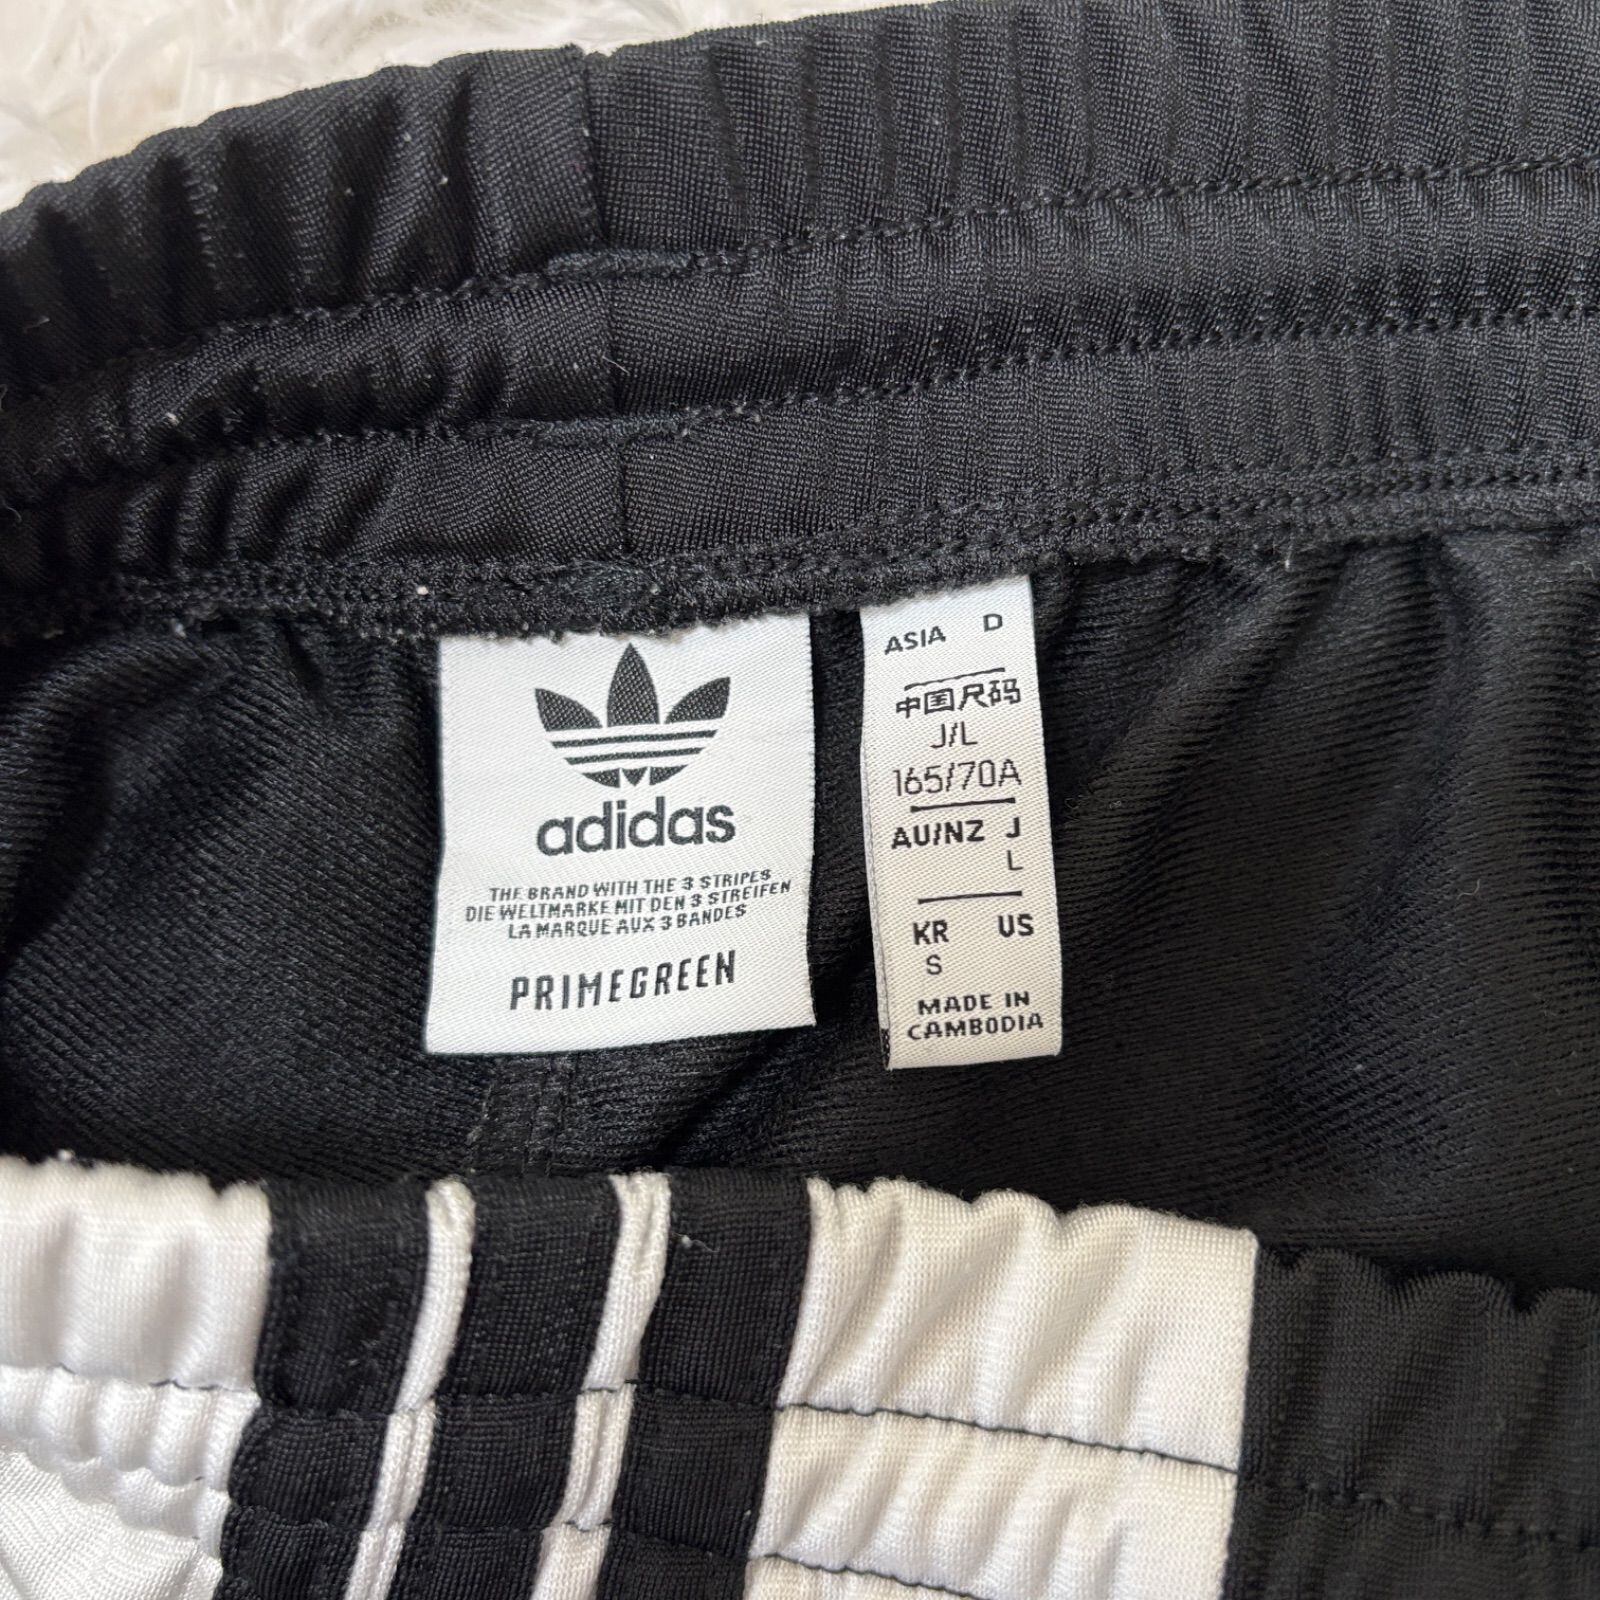 adidas
THE BRAND WITH THE 3 STRIPES
DIE WELTMARKE MIT DEN 3 STREIFEN
LA MARQUE AUX 3 BANDES
PRIMEGREEN
ASIA D
中国尺码
J/L
165/70A
AU/NZ J
L
KR US
S
MADE IN
CAMBODIA